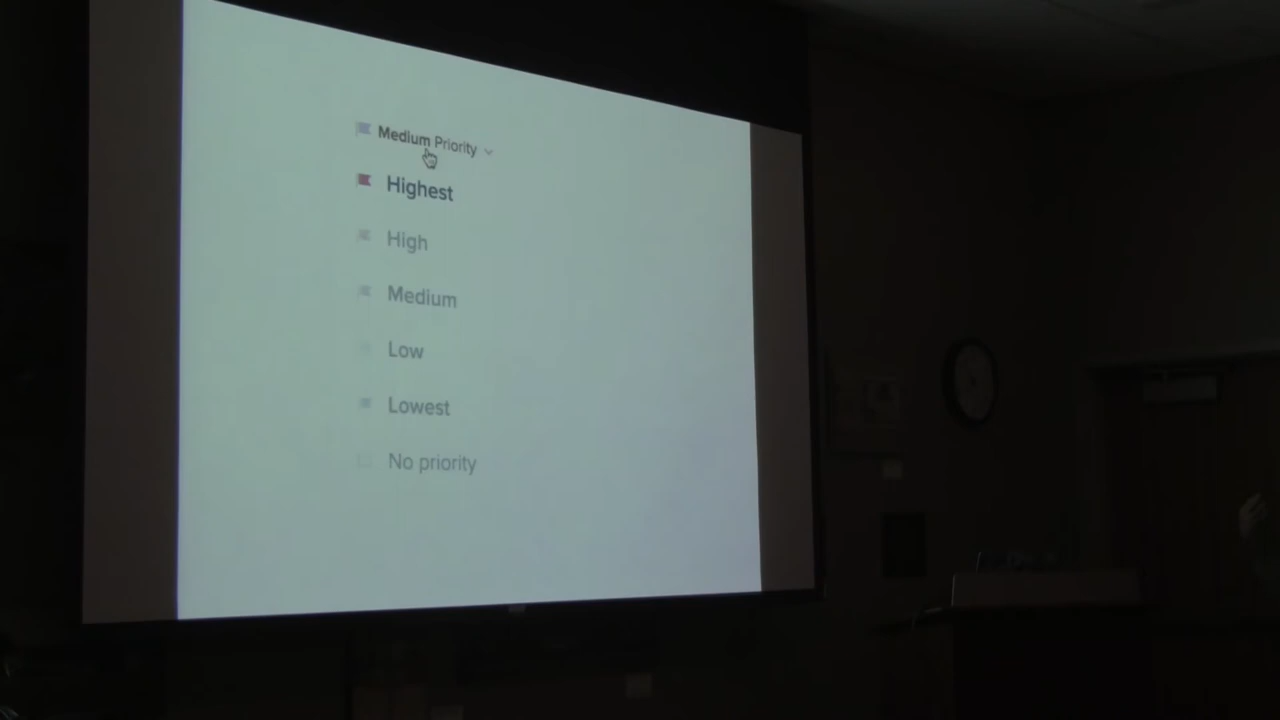 Medium Priority
Highest
High
Medium
Low
Lowest
No priority